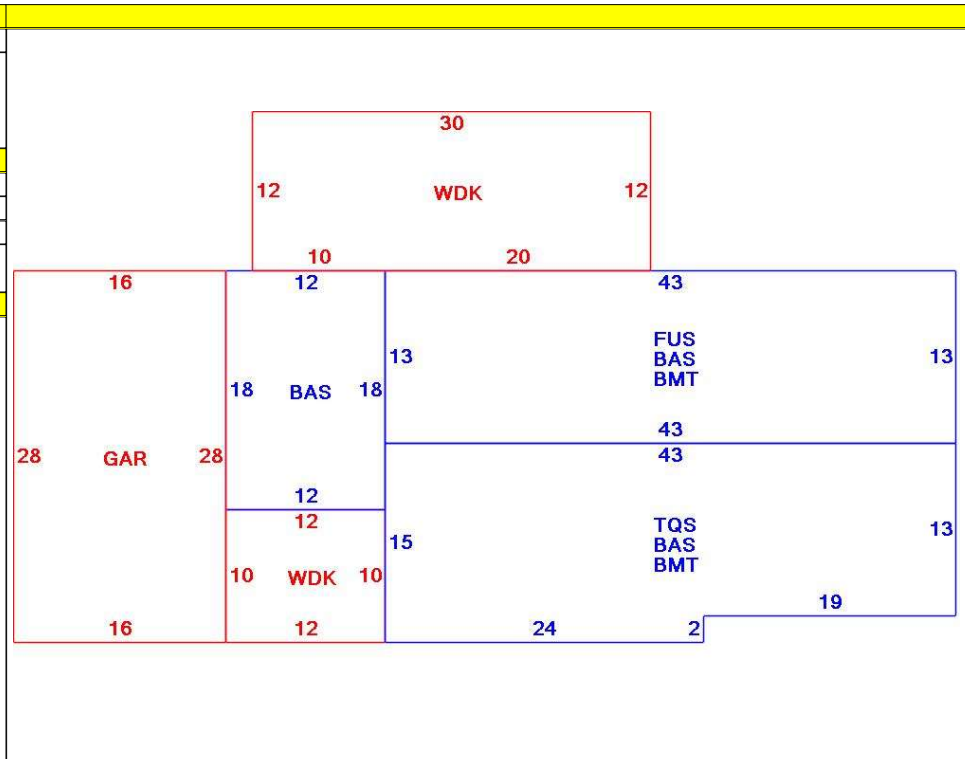 30
12 WDK 12
10 20
16 12 43
FUS
BAS
BMT
13 13
18 BAS 18
43
43
28 GAR 28
12
12
TQS
BAS
BMT
15 13
10 WDK 10
19
16 12 24 2